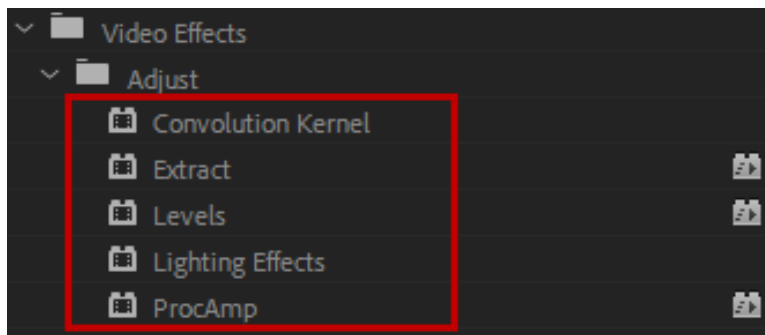 Video Effects
Adjust
Convolution Kernel
Extract
Levels
Lighting Effects
ProcAmp